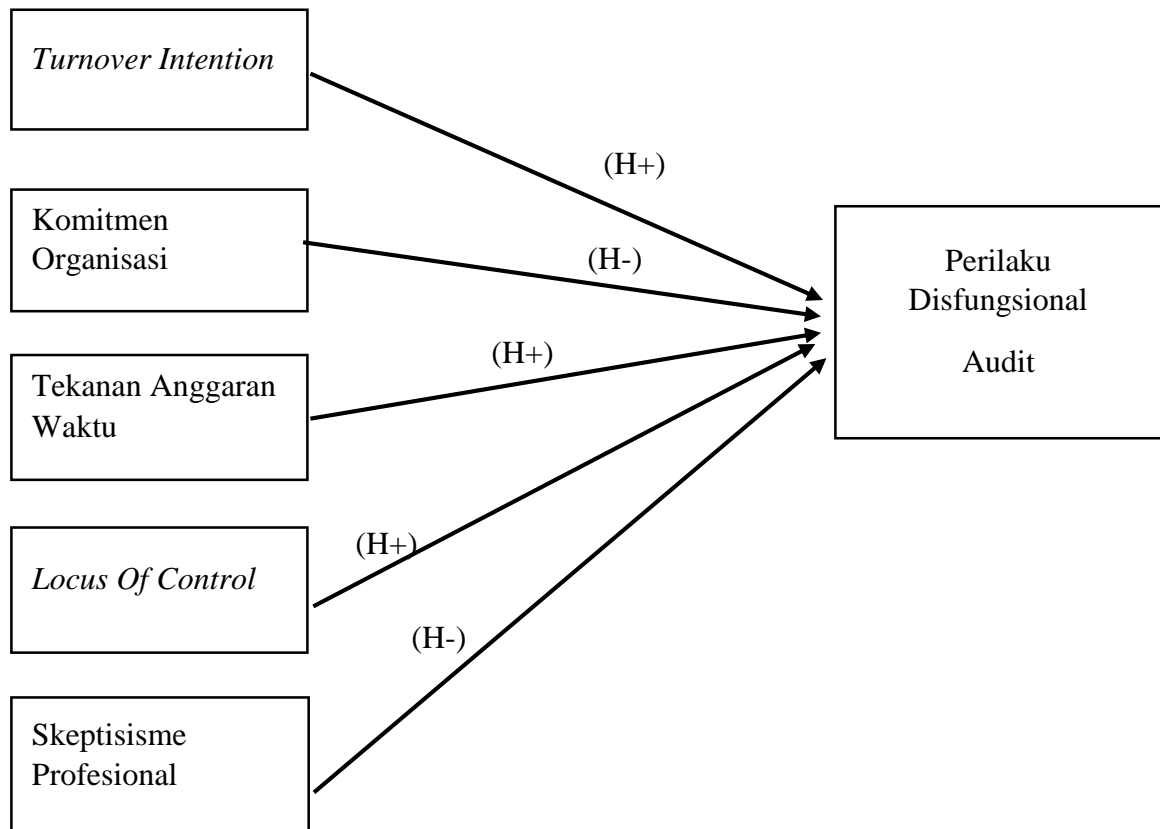 Turnover Intention
(H+)
Komitmen
Organisasi
(H-)
Perilaku
Disfungsional
Audit
Tekanan Anggaran
Waktu
(H+)
Locus Of Control
(H+)
Skeptisisme
Profesional
(H-)